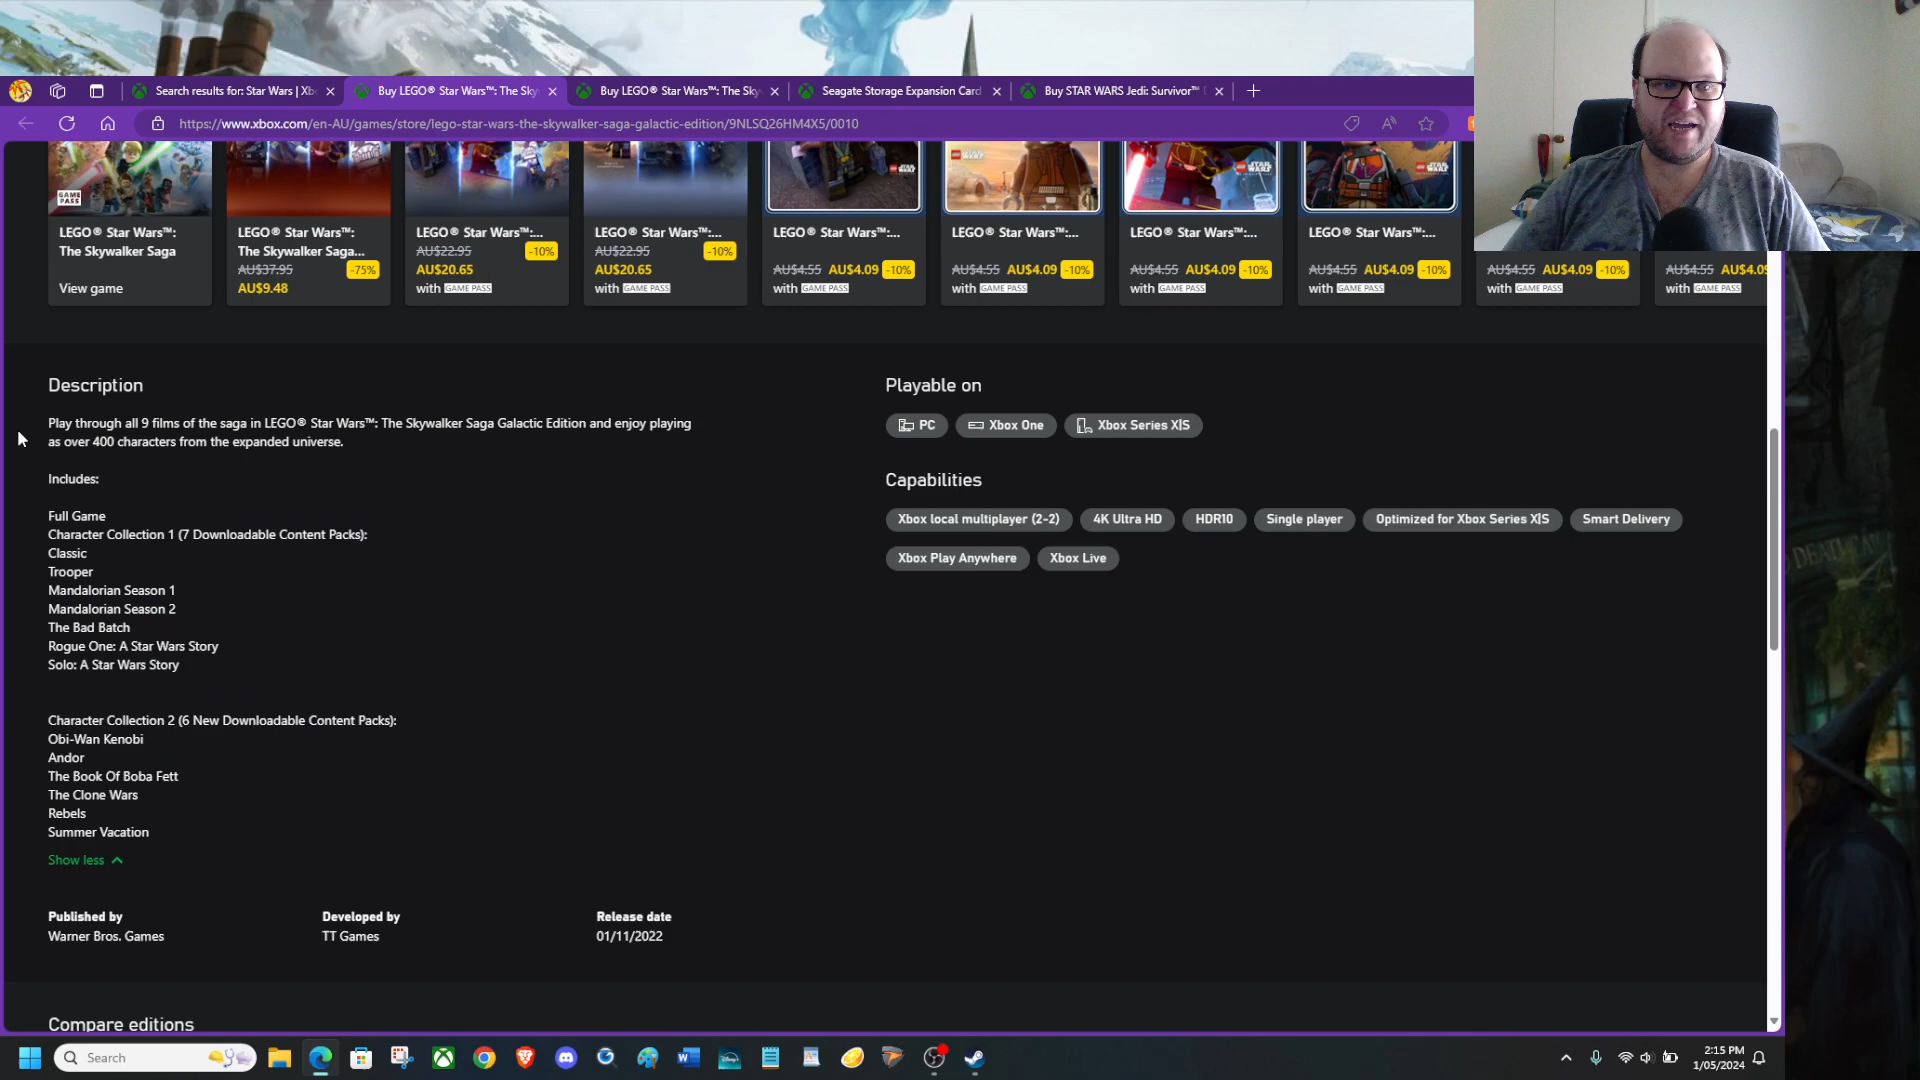 Search results for: Star Wars | Xb
Buy LEGO® Star Wars™: The Sky
Buy LEGO® Star Wars™: The Sky
Seagate Storage Expansion Card
Buy STAR WARS Jedi: Survivor™
https://www.xbox.com/en-AU/games/store/lego-star-wars-the-skywalker-saga-galactic-edition/9NLSQ26HM4X5/0010
GAME PASS
LEGO® Star Wars™:
The Skywalker Saga
View game
LEGO® Star Wars™:
The Skywalker Saga...
AU$37.95 -75%
AU$9.48
LEGO® Star Wars™:...
AU$22.95 -10%
AU$20.65
with GAME PASS
LEGO® Star Wars™:...
AU$22.95 -10%
AU$20.65
with GAME PASS
LEGO® Star Wars™:...
AU$4.55 AU$4.09 -10%
with GAME PASS
LEGO® Star Wars™:...
AU$4.55 AU$4.09 -10%
with GAME PASS
LEGO® Star Wars™:...
AU$4.55 AU$4.09 -10%
with GAME PASS
LEGO® Star Wars™:...
AU$4.55 AU$4.09 -10%
with GAME PASS
AU$4.55 AU$4.09 -10%
with GAME PASS
AU$4.55 AU$4.09
with GAME PASS
Description
Play through all 9 films of the saga in LEGO® Star Wars™: The Skywalker Saga Galactic Edition and enjoy playing
as over 400 characters from the expanded universe.
Includes:
Full Game
Character Collection 1 (7 Downloadable Content Packs):
Classic
Trooper
Mandalorian Season 1
Mandalorian Season 2
The Bad Batch
Rogue One: A Star Wars Story
Solo: A Star Wars Story
Character Collection 2 (6 New Downloadable Content Packs):
Obi-Wan Kenobi
Andor
The Book Of Boba Fett
The Clone Wars
Rebels
Summer Vacation
Show less
Published by
Warner Bros. Games
Developed by
TT Games
Release date
01/11/2022
Playable on
PC Xbox One Xbox Series X|S
Capabilities
Xbox local multiplayer (2-2) 4K Ultra HD HDR10 Single player Optimized for Xbox Series X|S Smart Delivery
Xbox Play Anywhere Xbox Live
Compare editions
Search
2:15 PM
1/05/2024